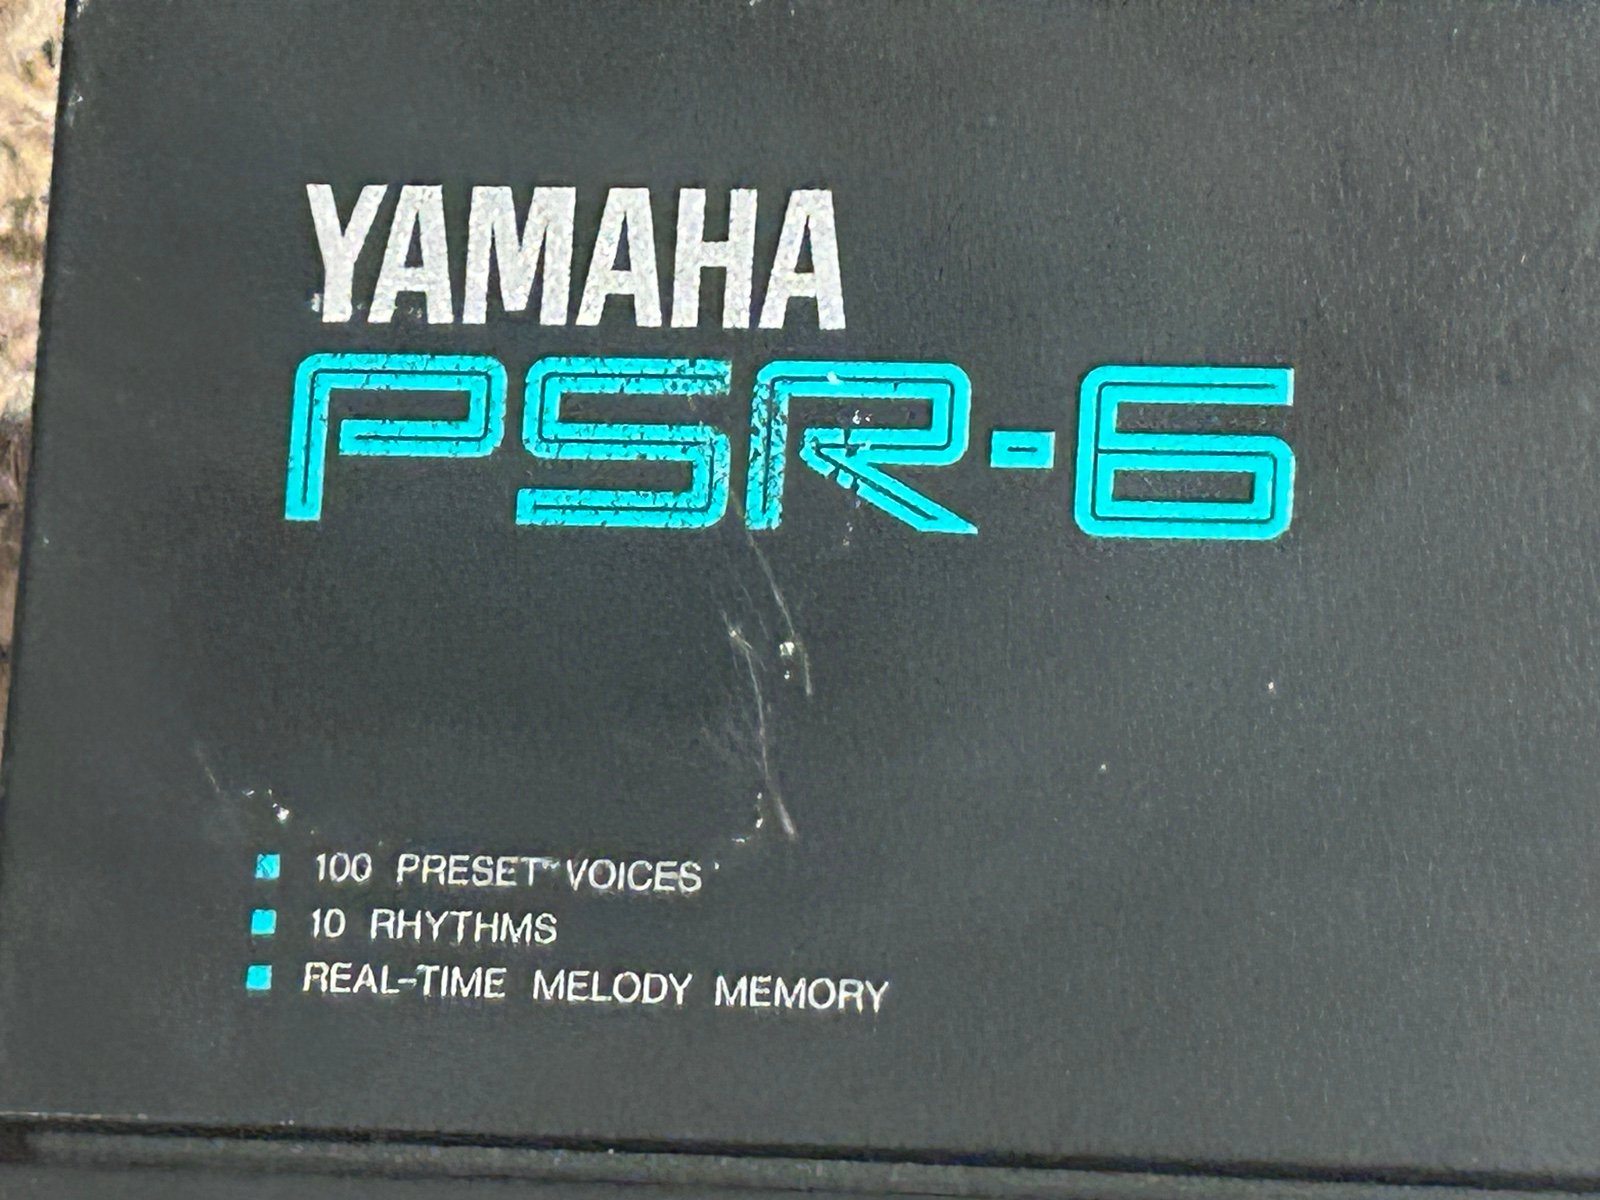 YAMAHA
PSR-6
100 PRESET VOICES
10 RHYTHMS
REAL-TIME MELODY MEMORY